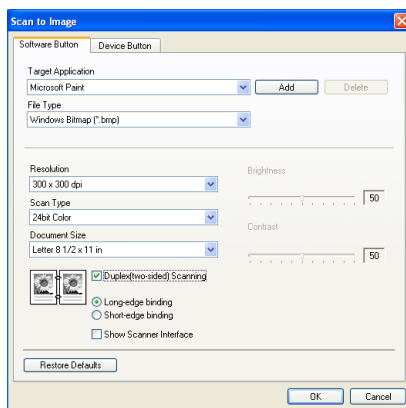 Scan to Image
Software Button Device Button
Target Application
Microsoft Paint Add Delete
File Type
Windows Bitmap (*.bmp)
Resolution
300 x 300 dpi
Brightness
50
Scan Type
24bit Color
Contrast
50
Document Size
Letter 8 1/2 x 11 in
Duplex(two-sided) Scanning
Long-edge binding
Short-edge binding
Show Scanner Interface
Restore Defaults
OK Cancel